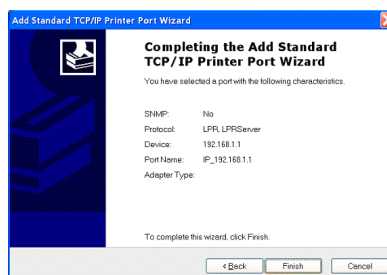 Add Standard TCP/IP Printer Port Wizard
Completing the Add Standard
TCP/IP Printer Port Wizard
You have selected a port with the following characteristics.
SNMP: No
Protocol: LPR, LPRServer
Device: 192.168.1.1
Port Name: IP_192.168.1.1
Adapter Type:
To complete this wizard, click Finish.
< Back Finish Cancel